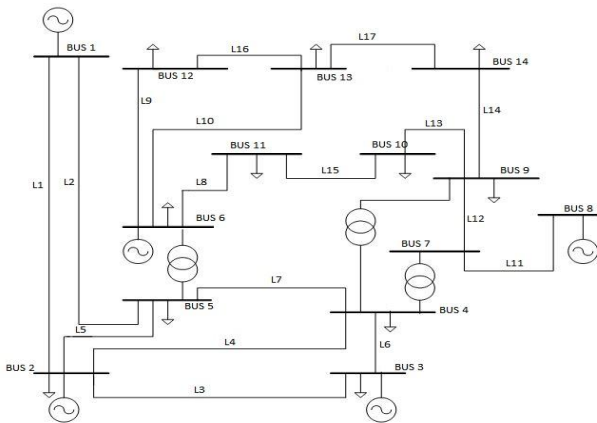 BUS 1
L16
L17
BUS 12
BUS 13
BUS 14
L9
L10
L14
L13
BUS 11
BUS 10
L1
L2
L8
L15
BUS 9
BUS 6
BUS 8
L12
BUS 7
L11
L7
BUS 5
BUS 4
L5
L4
L6
BUS 2
BUS 3
L3